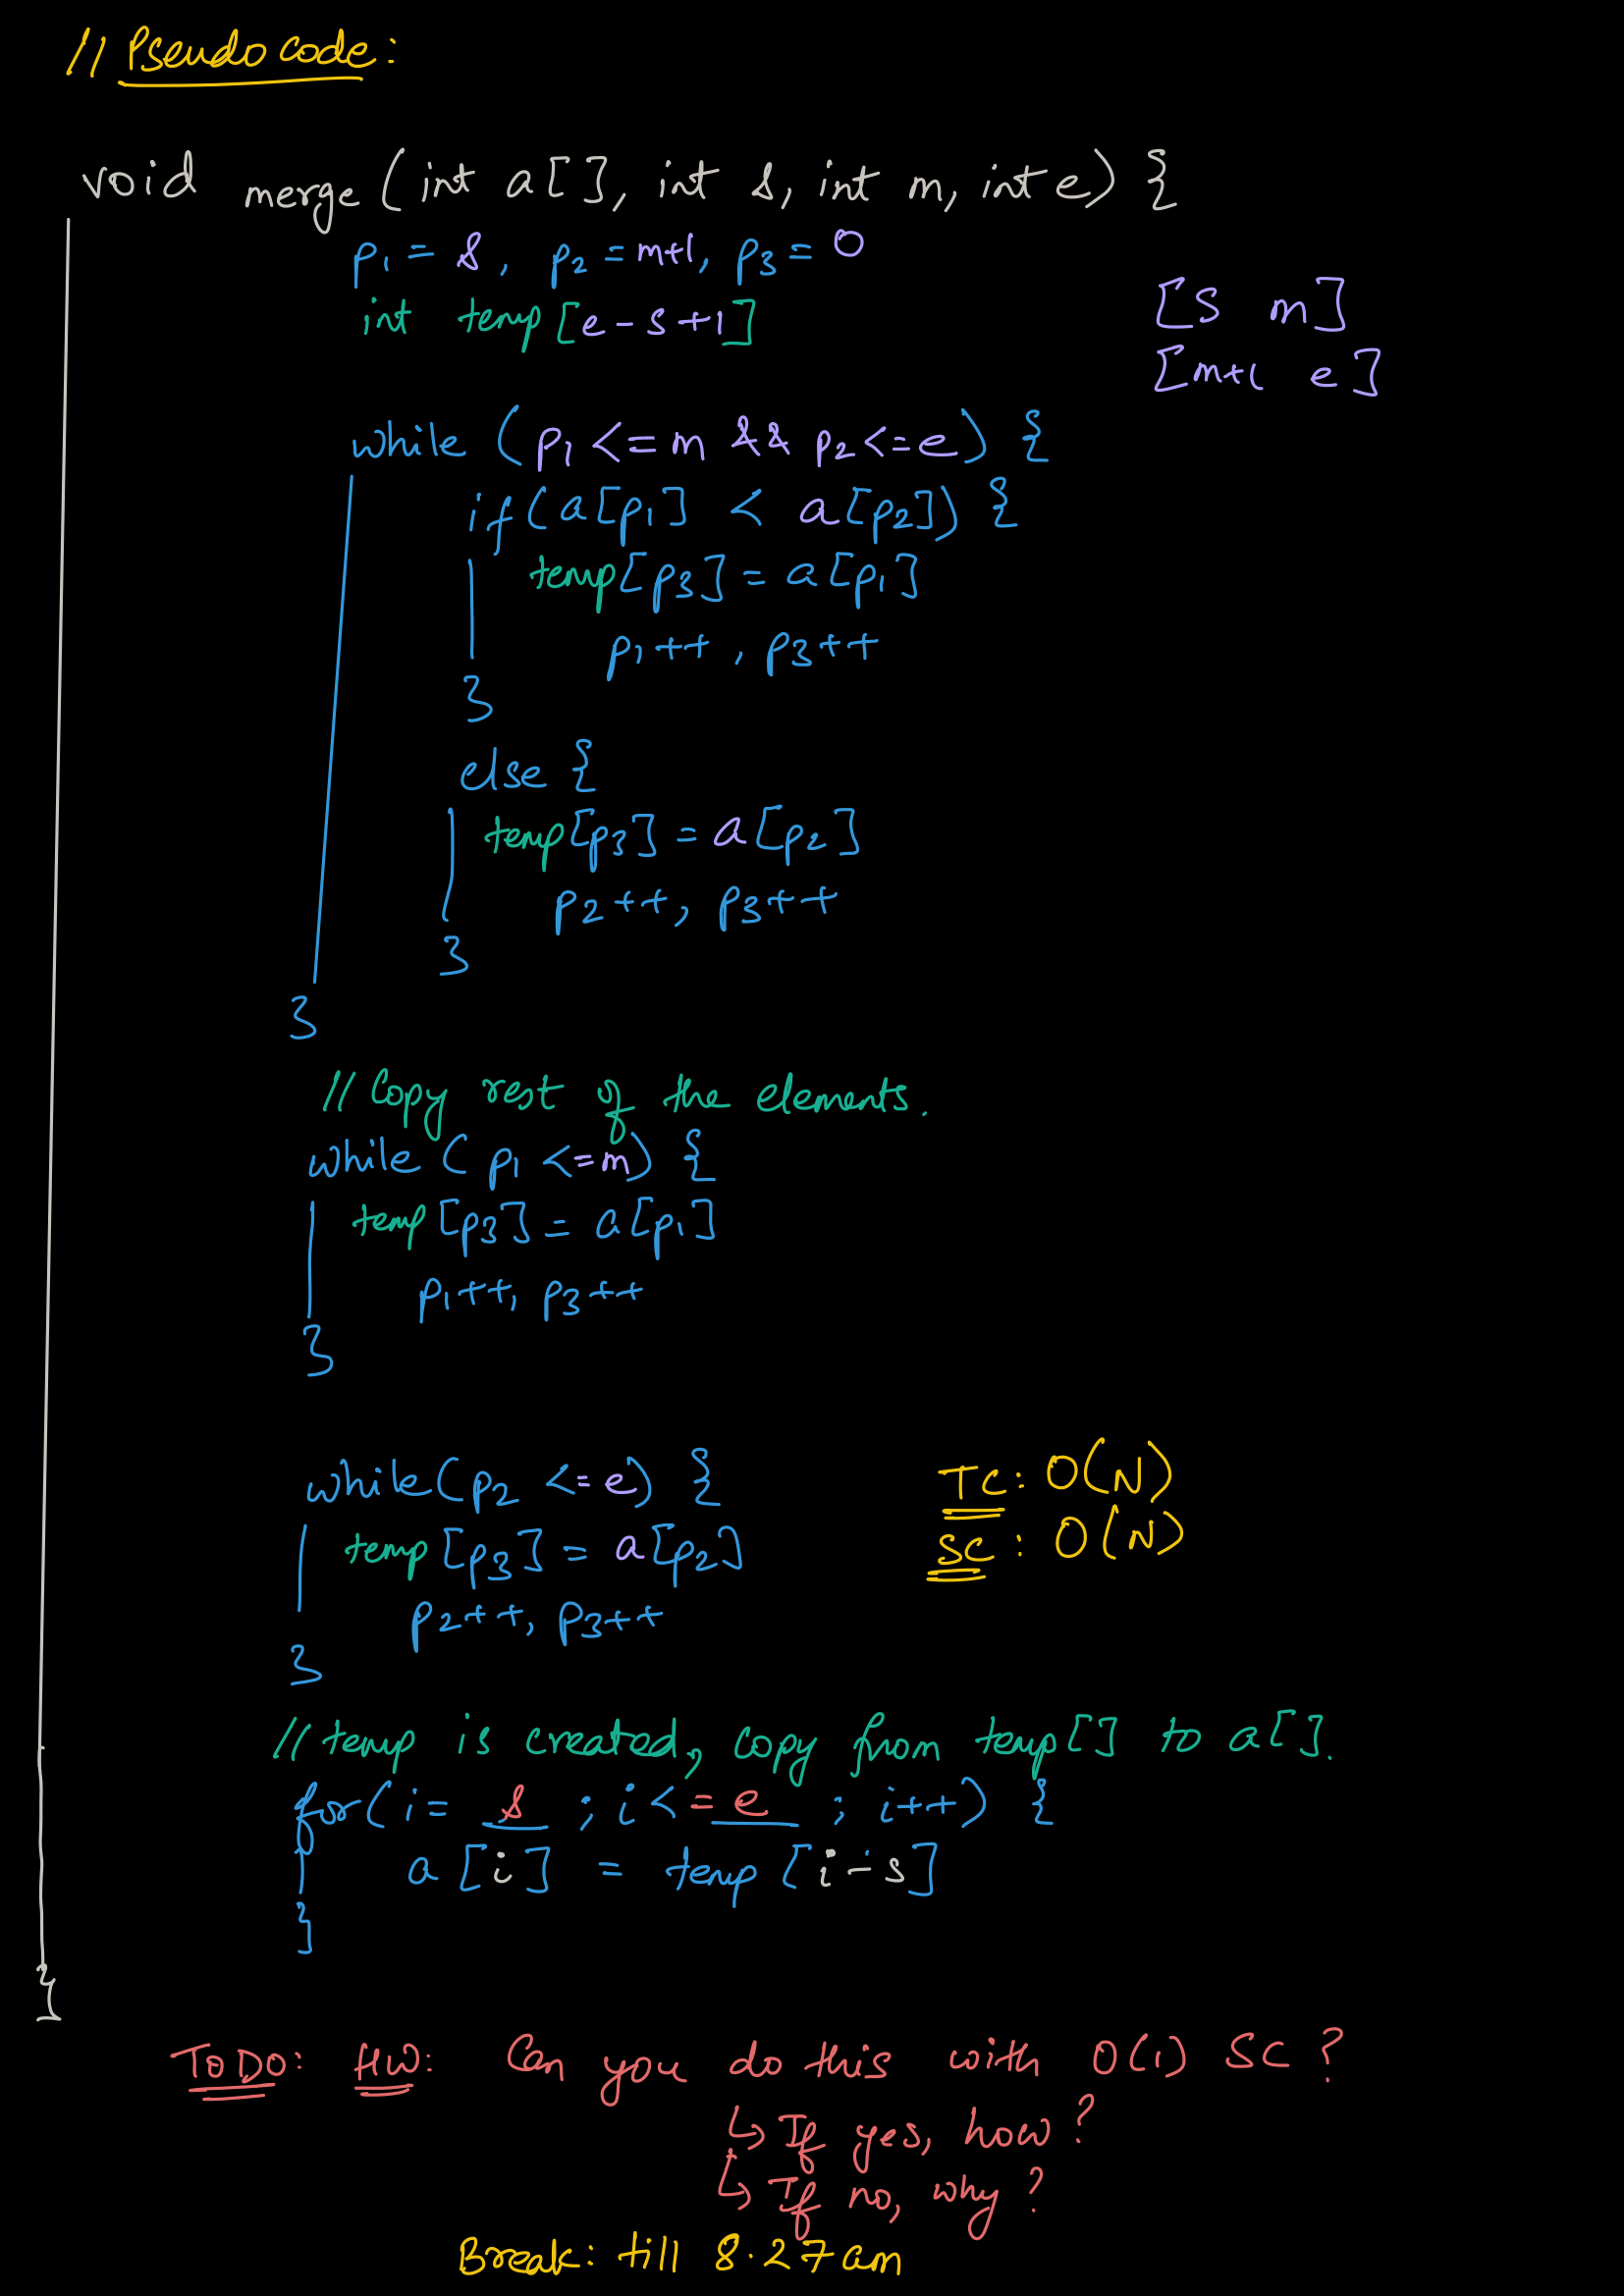 // Pseudo code:
void merge (int a[], int s, int m, int e) {
p1 = s, p2 = m+1, p3 = 0
int temp[e-s+1]
[s m]
[m+1 e]
while (p1 <= m && p2 <= e) {
if (a[p1] < a[p2]) {
temp[p3] = a[p1]
p1++, p3++
}
else {
temp[p3] = a[p2]
p2++, p3++
}
}
// Copy rest of the elements.
while (p1 <= m) {
temp[p3] = a[p1]
p1++, p3++
}
while (p2 <= e) {
TC: O(N)
temp[p3] = a[p2]
SC: O(N)
p2++, p3++
}
// temp is created, copy from temp[] to a[].
for (i = s ; i <= e ; i++) {
a[i] = temp[i-s]
}
}
TODO: HW: Can you do this with O(1) SC ?
↳ If yes, how ?
↳ If no, why ?
Break: till 8.27am